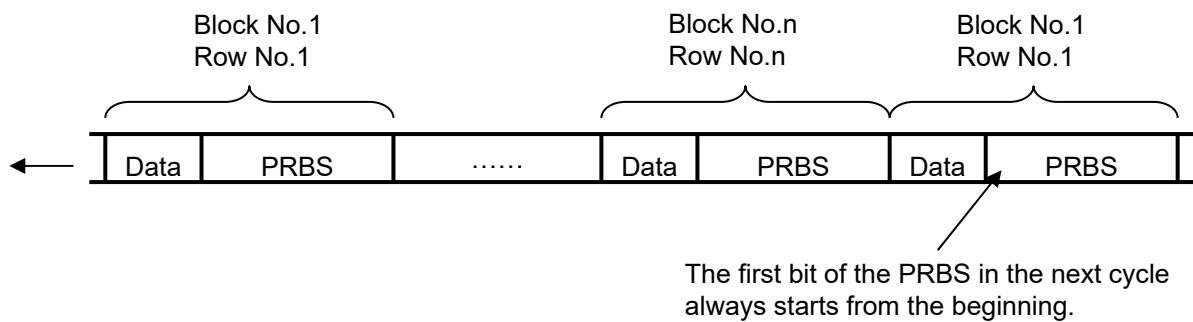 Block No.1
Row No.1
Block No.n
Row No.n
Block No.1
Row No.1
Data PRBS …… Data PRBS Data PRBS
The first bit of the PRBS in the next cycle
always starts from the beginning.